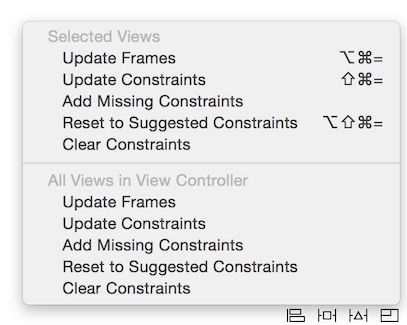 Selected Views
Update Frames ⌥⌘=
Update Constraints ⇧⌘=
Add Missing Constraints
Reset to Suggested Constraints ⌥⇧⌘=
Clear Constraints
All Views in View Controller
Update Frames
Update Constraints
Add Missing Constraints
Reset to Suggested Constraints
Clear Constraints